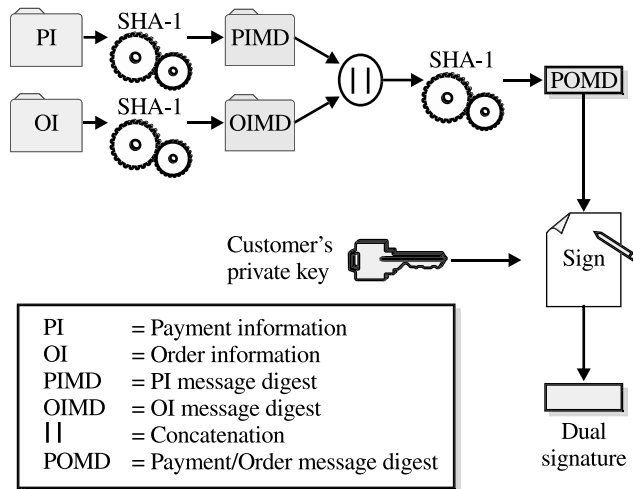 SHA-1
PI
PIMD
SHA-1
OI
OIMD
| |
SHA-1
POMD
Customer's
private key
Sign
Dual
signature
PI = Payment information
OI = Order information
PIMD = PI message digest
OIMD = OI message digest
| | = Concatenation
POMD = Payment/Order message digest